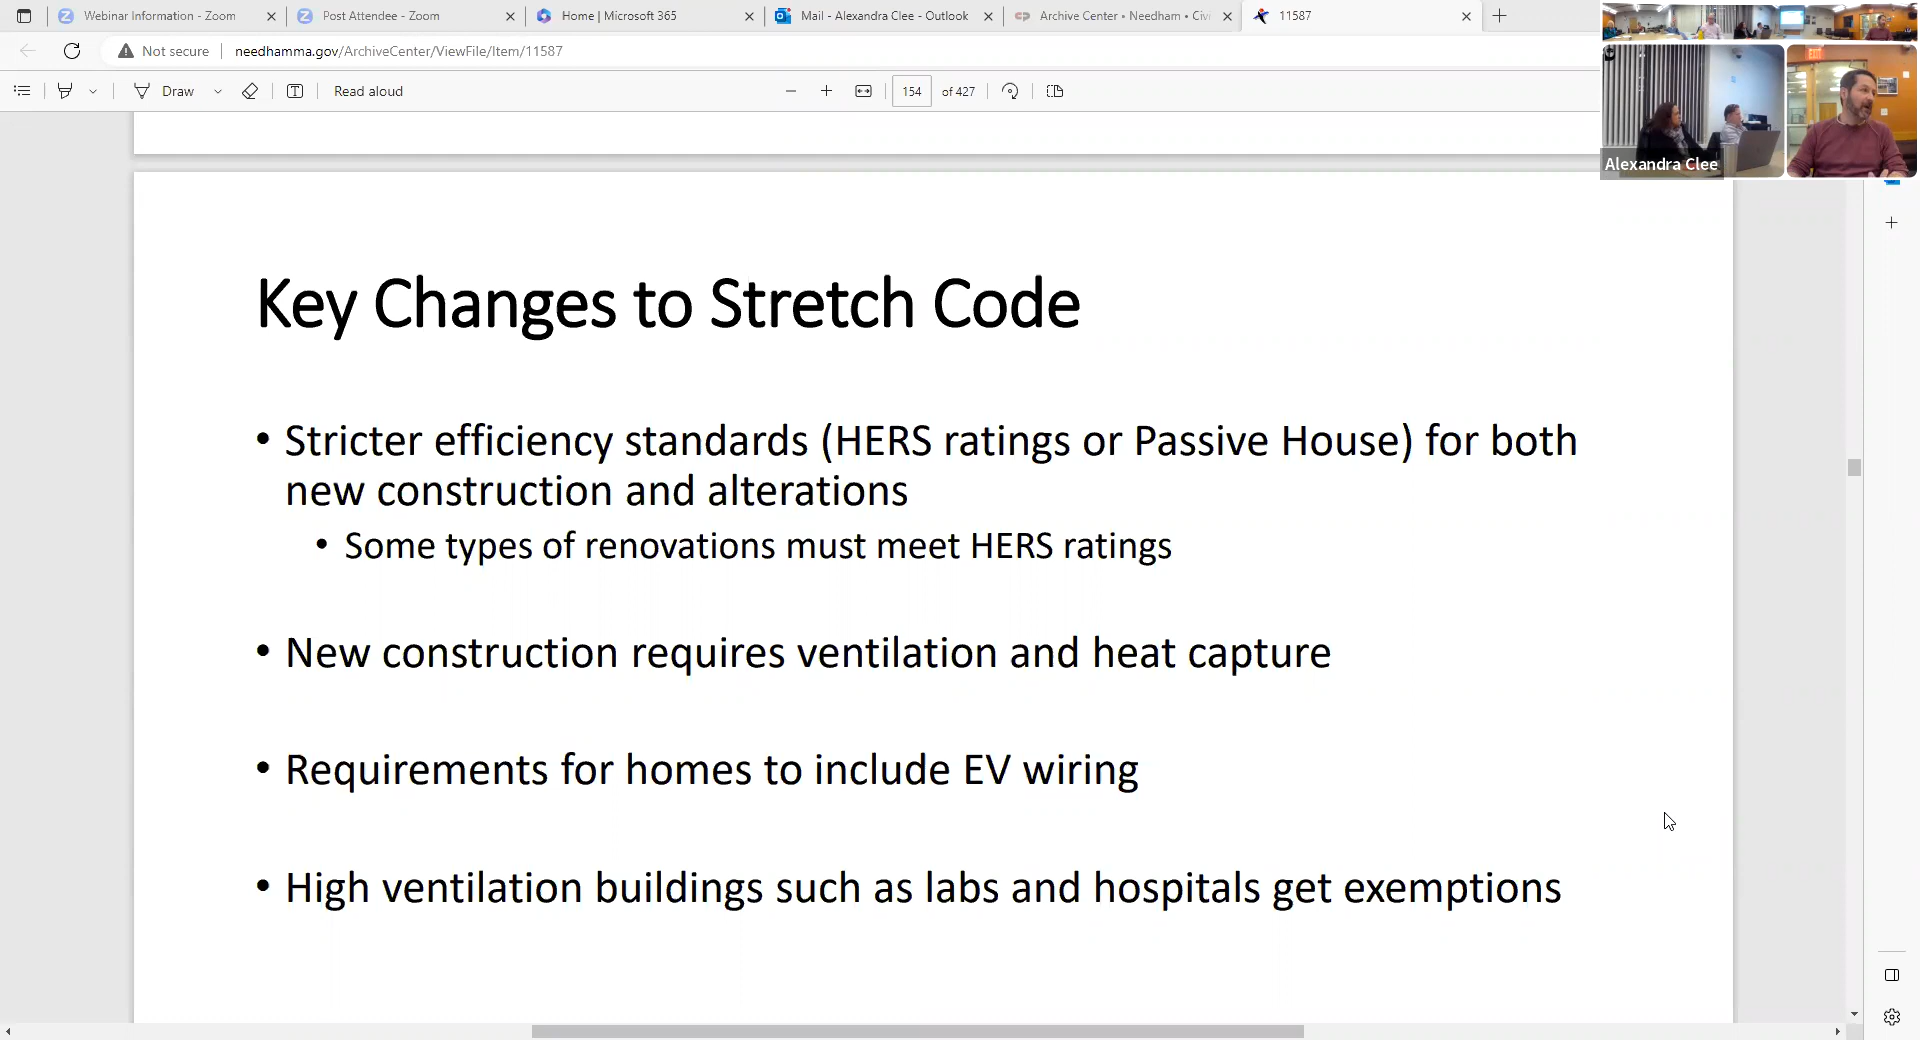 Webinar Information - Zoom
Post Attendee - Zoom
Home | Microsoft 365
Mail - Alexandra Clee - Outlook
Archive Center • Needham • Civi
11587
Not secure
needhamma.gov/ArchiveCenter/ViewFile/Item/11587
Draw
Read aloud
154 of 427
Alexandra Clee
Key Changes to Stretch Code
• Stricter efficiency standards (HERS ratings or Passive House) for both
new construction and alterations
• Some types of renovations must meet HERS ratings
• New construction requires ventilation and heat capture
• Requirements for homes to include EV wiring
• High ventilation buildings such as labs and hospitals get exemptions